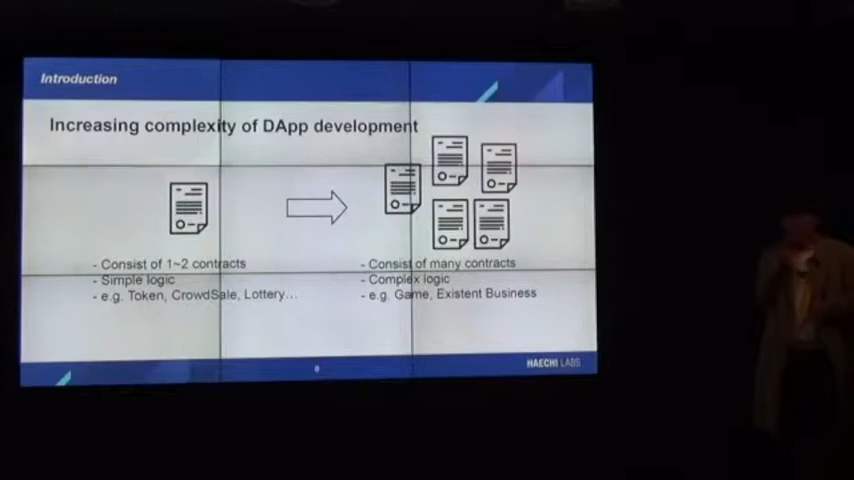 Introduction
Increasing complexity of DApp development
- Consist of 1~2 contracts
- Simple logic
- e.g. Token, CrowdSale, Lottery...
- Consist of many contracts
- Complex logic
- e.g. Game, Existent Business
HAECHI LABS